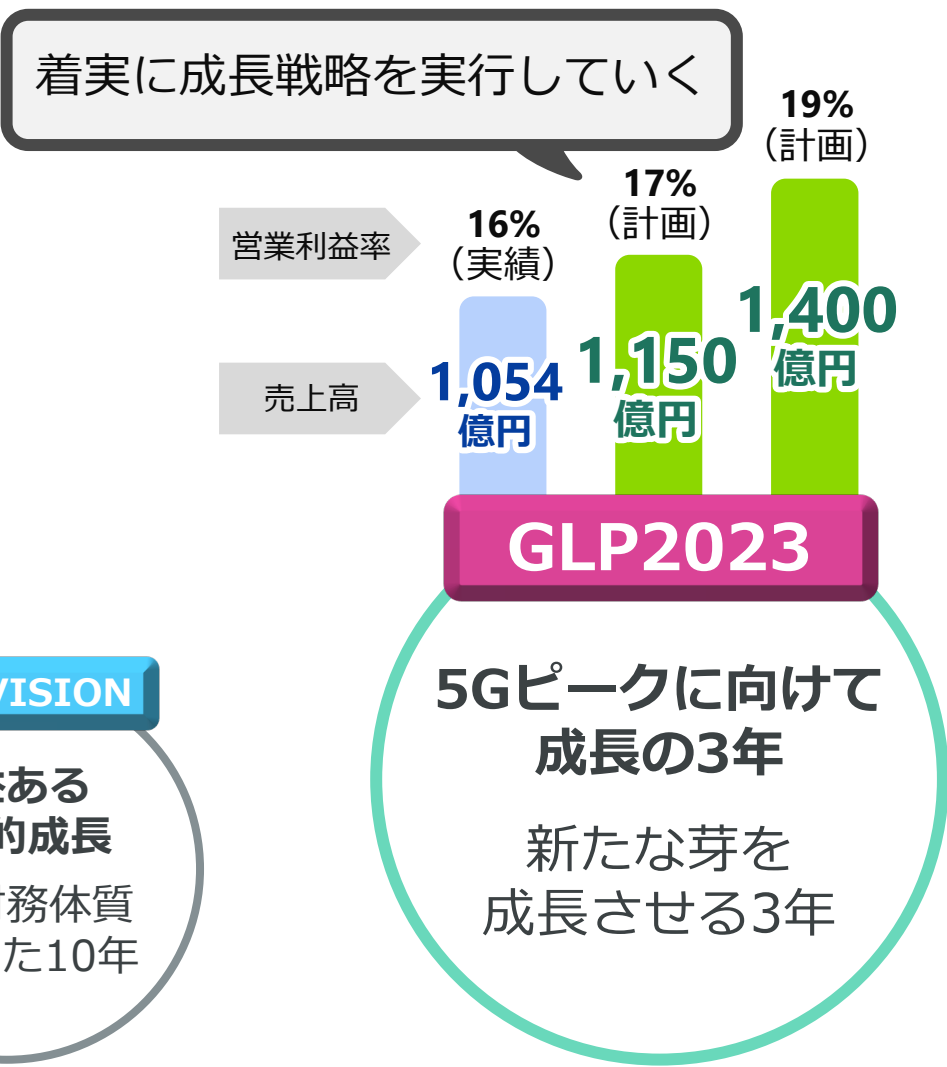 着実に成長戦略を実行していく
19%
（計画）
17%
（計画）
16%
（実績）
営業利益率
1,400
億円
1,150
億円
1,054
億円
売上高
GLP2023
5Gピークに向けて
成長の3年
新たな芽を
成長させる3年
VISION
ある
的成長
務体質
た10年